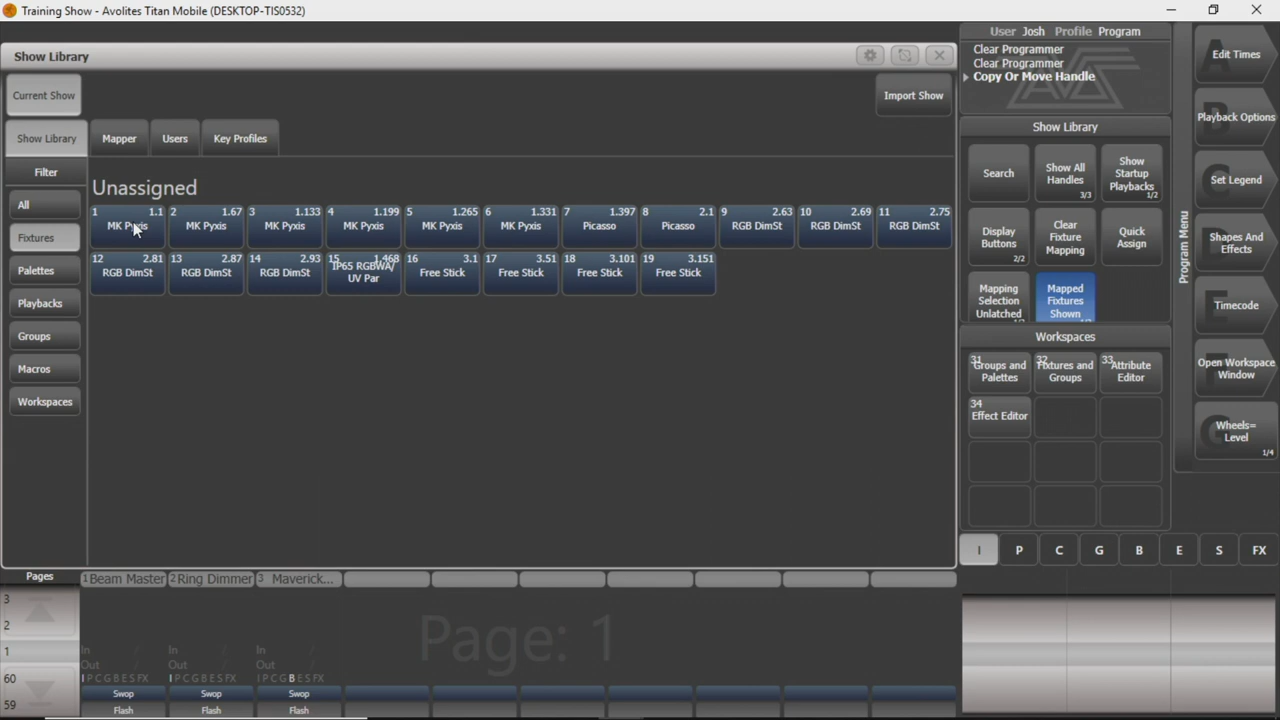 Training Show - Avolites Titan Mobile (DESKTOP-TIS0532)
Show Library
Current Show
Import Show
Show Library
Mapper
Users
Key Profiles
Filter
All
Fixtures
Palettes
Playbacks
Groups
Macros
Workspaces
Unassigned
1 1.1 MK Pyxis
2 1.67 MK Pyxis
3 1.133 MK Pyxis
4 1.199 MK Pyxis
5 1.265 MK Pyxis
6 1.331 MK Pyxis
7 1.397 Picasso
8 2.1 Picasso
9 2.63 RGB DimSt
10 2.69 RGB DimSt
11 2.75 RGB DimSt
12 2.81 RGB DimSt
13 2.87 RGB DimSt
14 2.93 RGB DimSt
15 1.468 IP65 RGBWA/
UV Par
16 3.1 Free Stick
17 3.51 Free Stick
18 3.101 Free Stick
19 3.151 Free Stick
User Josh Profile Program
Clear Programmer
Clear Programmer
Copy Or Move Handle
Show Library
Search
Show All
Handles
3/3
Show
Startup
Playbacks
1/2
Display
Buttons
2/2
Clear
Fixture
Mapping
Quick
Assign
Mapping
Selection
Unlatched
Mapped
Fixtures
Shown
Workspaces
31
Groups and
Palettes
32
Fixtures and
Groups
33
Attribute
Editor
34
Effect Editor
I P C G B E S FX
Program Menu
A
Edit Times
B
Playback Options
C
Set Legend
D
Shapes And
Effects
E
Timecode
F
Open Workspace
Window
G
Wheels=
Level
1/4
Pages
3
2
1
60
59
1 Beam Master
2 Ring Dimmer
3 Maverick...
Page: 1
In /
Out /
I P C G B E S FX
Swop
Flash
In /
Out /
I P C G B E S FX
Swop
Flash
In /
Out /
I P C G B E S FX
Swop
Flash